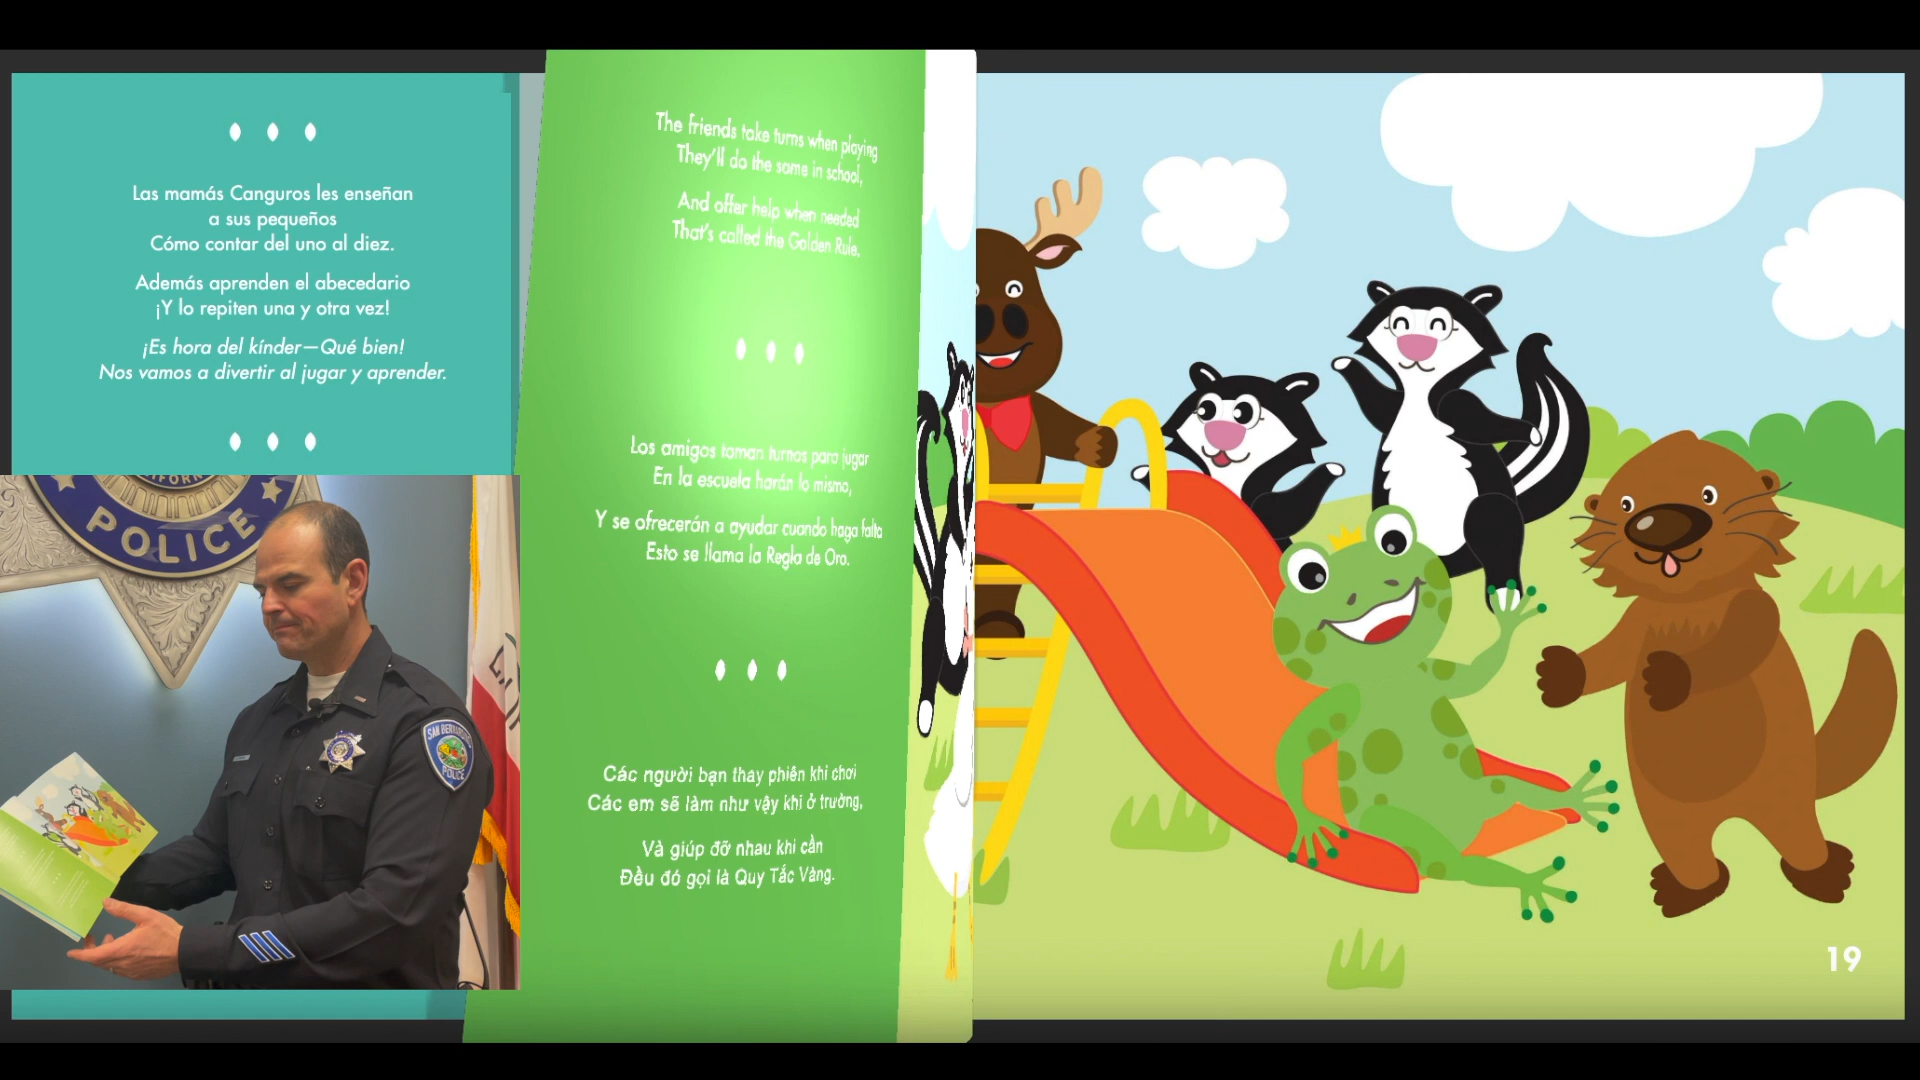 Las mamás Canguros les enseñan
a sus pequeños
Cómo contar del uno al diez.
Además aprenden el abecedario
¡Y lo repiten una y otra vez!
¡Es hora del kínder—Qué bien!
Nos vamos a divertir al jugar y aprender.
The friends take turns when playing
They'll do the same in school,
And offer help when needed
That's called the Golden Rule.
Los amigos toman turnos para jugar
En la escuela harán lo mismo,
Y se ofrecerán a ayudar cuando haga falta
Esto se llama la Regla de Oro.
Các người bạn thay phiên khi chơi
Các em sẽ làm như vậy khi ở trường,
Và giúp đỡ nhau khi cần
Đều đó gọi là Quy Tắc Vàng.
19
POLICE
SAN BERNARDINO
POLICE